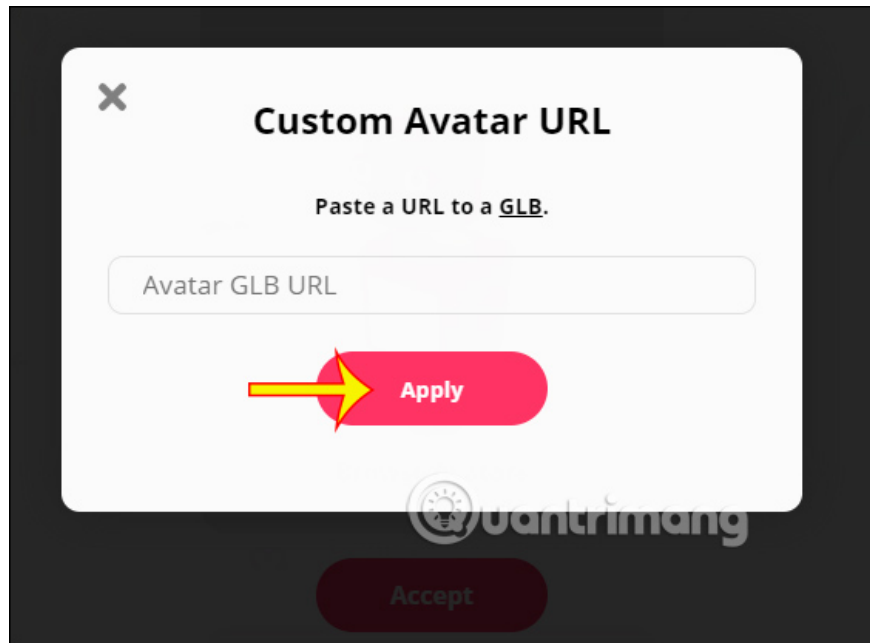 Custom Avatar URL
Paste a URL to a GLB.
Avatar GLB URL
Apply
Quantrimang
Accept